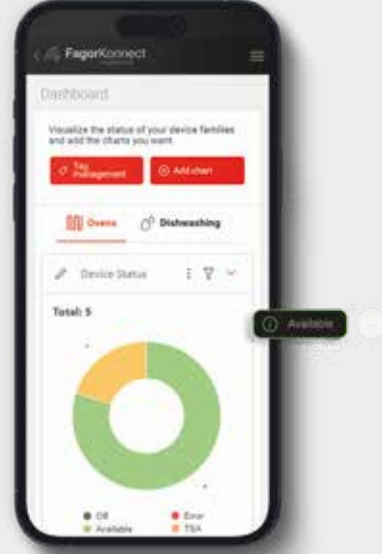 FagorKonnect
Dashboard
Visualize the status of your device families
and add the charts you want.
Tag
management
Add chart
Ovens
Dishwashing
Device Status
Total: 5
Available
Off
Error
Available
TSA